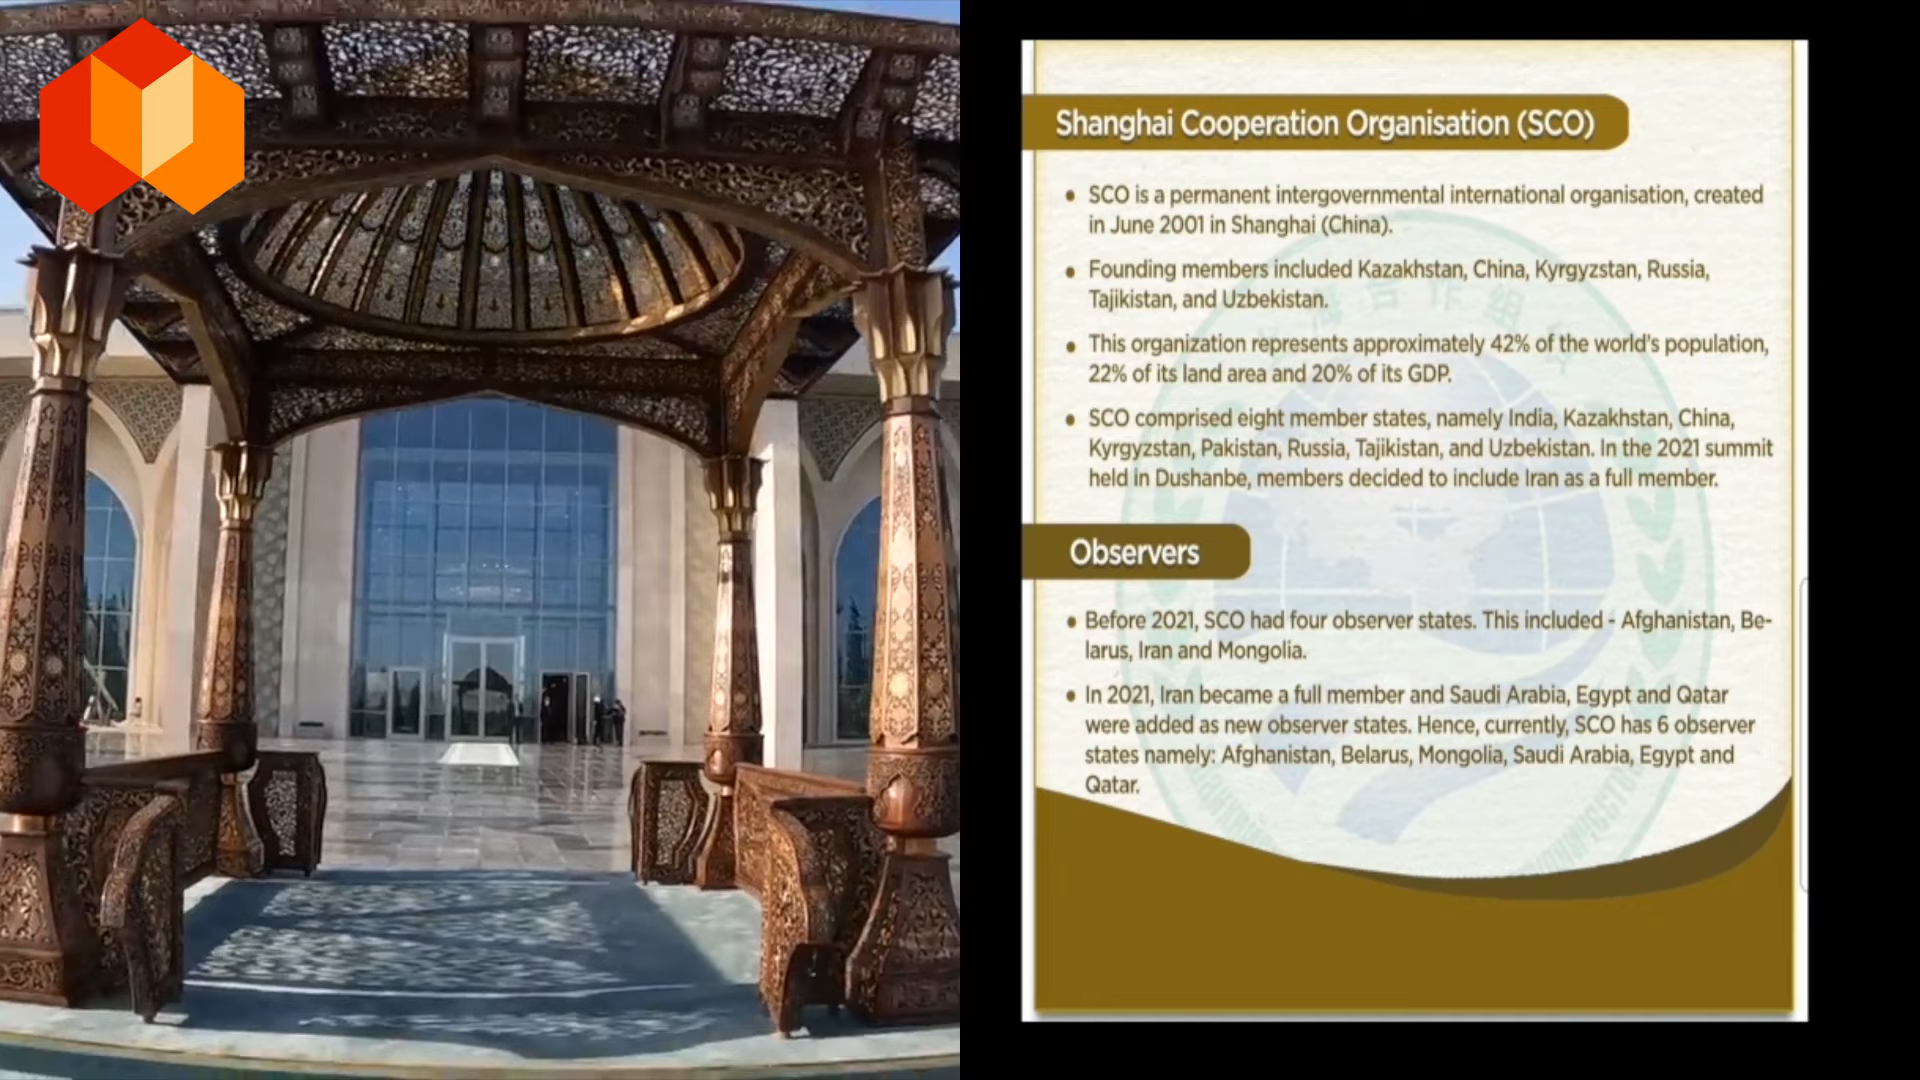 Shanghai Cooperation Organisation (SCO)
SCO is a permanent intergovernmental international organisation, created
in June 2001 in Shanghai (China).
Founding members included Kazakhstan, China, Kyrgyzstan, Russia,
Tajikistan, and Uzbekistan.
This organization represents approximately 42% of the world's population,
22% of its land area and 20% of its GDP.
SCO comprised eight member states, namely India, Kazakhstan, China,
Kyrgyzstan, Pakistan, Russia, Tajikistan, and Uzbekistan. In the 2021 summit
held in Dushanbe, members decided to include Iran as a full member.
Observers
Before 2021, SCO had four observer states. This included - Afghanistan, Be-
larus, Iran and Mongolia.
In 2021, Iran became a full member and Saudi Arabia, Egypt and Qatar
were added as new observer states. Hence, currently, SCO has 6 observer
states namely: Afghanistan, Belarus, Mongolia, Saudi Arabia, Egypt and
Qatar.